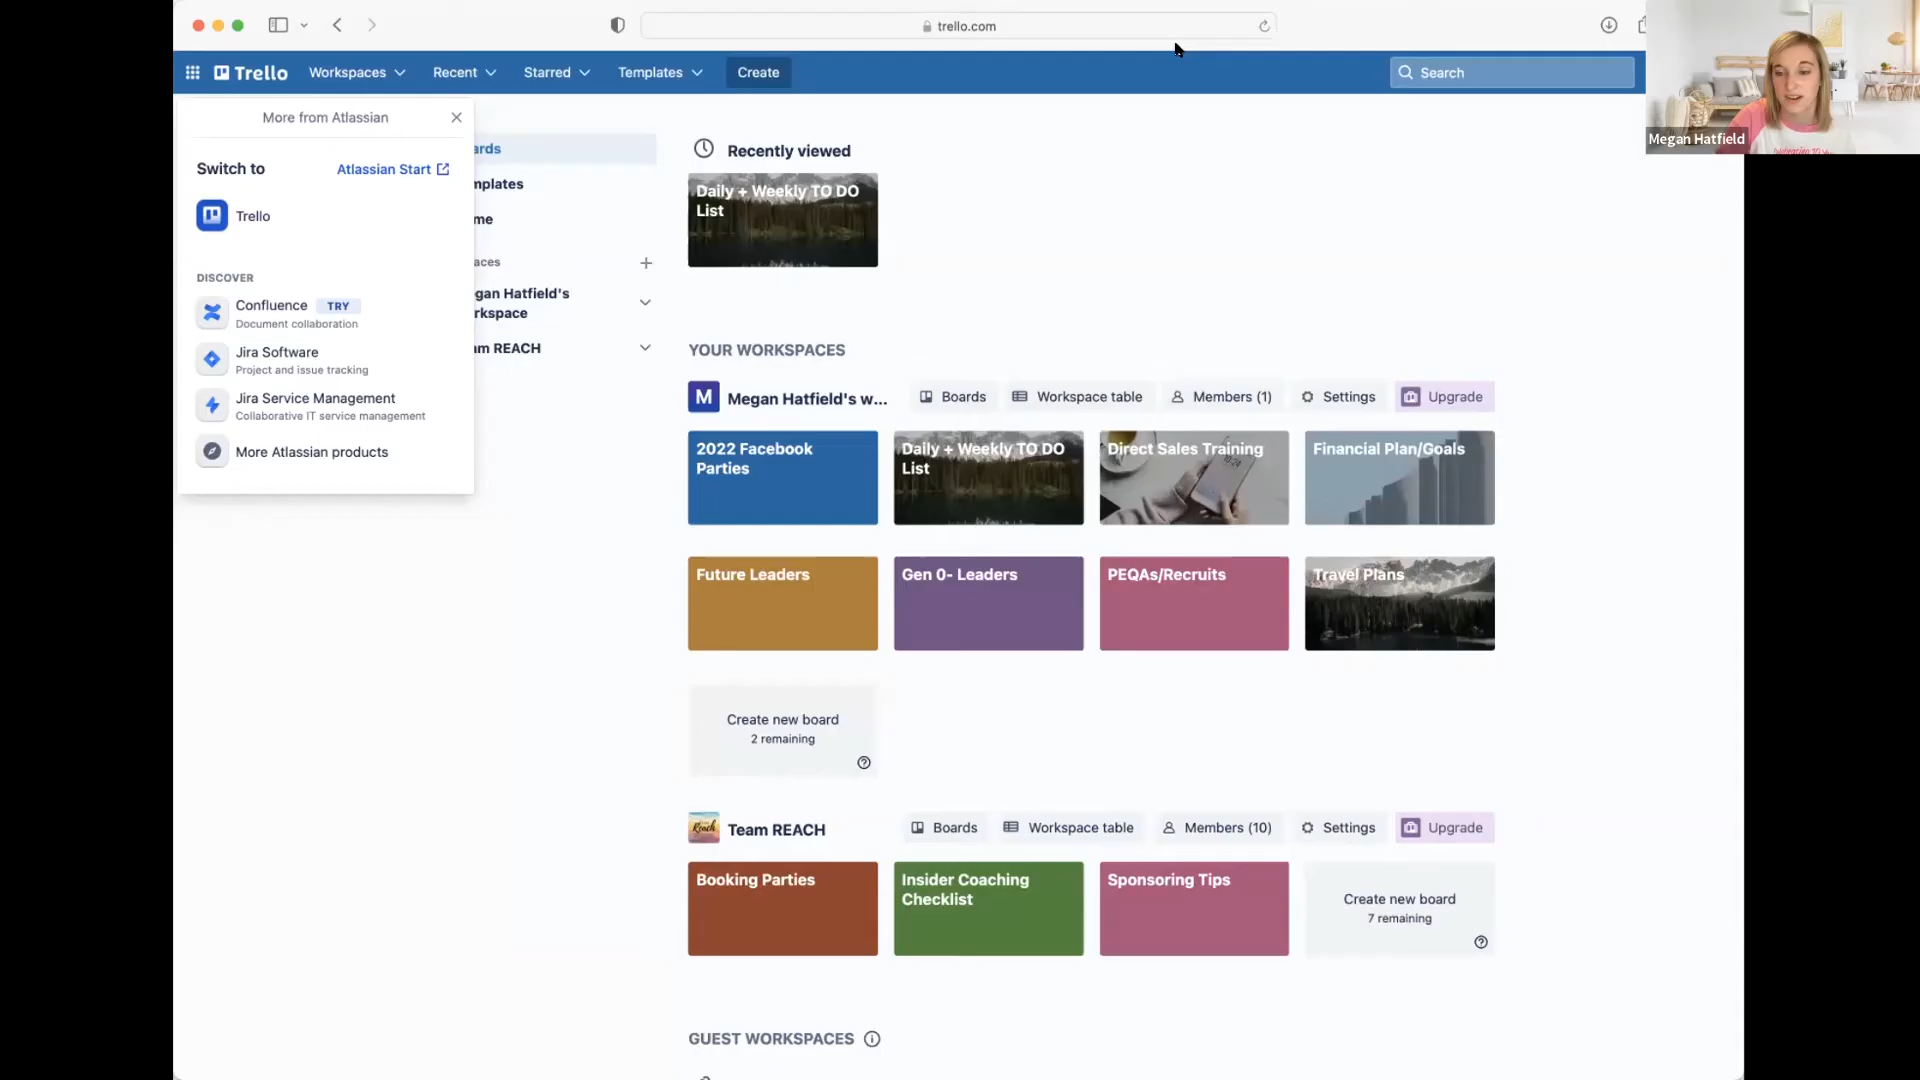 trello.com
Trello
Workspaces
Recent
Starred
Templates
Create
Search
Megan Hatfield
More from Atlassian
Switch to
Atlassian Start
Trello
DISCOVER
Confluence TRY
Document collaboration
Jira Software
Project and issue tracking
Jira Service Management
Collaborative IT service management
More Atlassian products
ards
mplates
me
aces
gan Hatfield's
rkspace
am REACH
Recently viewed
Daily + Weekly TO DO
List
YOUR WORKSPACES
M
Megan Hatfield's w...
Boards
Workspace table
Members (1)
Settings
Upgrade
2022 Facebook
Parties
Daily + Weekly TO DO
List
Direct Sales Training
Financial Plan/Goals
Future Leaders
Gen 0- Leaders
PEQAs/Recruits
Travel Plans
Create new board
2 remaining
Reach
Team REACH
Boards
Workspace table
Members (10)
Settings
Upgrade
Booking Parties
Insider Coaching
Checklist
Sponsoring Tips
Create new board
7 remaining
GUEST WORKSPACES